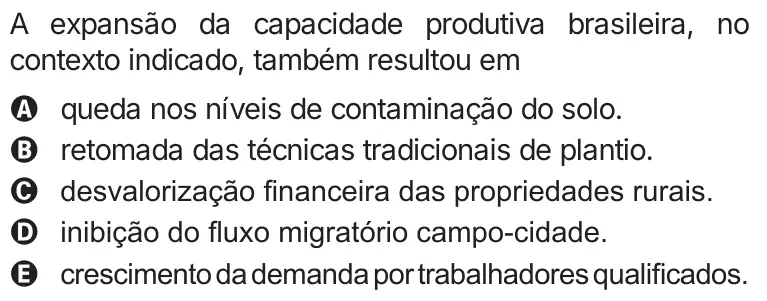 A expansão da capacidade produtiva brasileira, no
contexto indicado, também resultou em
A queda nos níveis de contaminação do solo.
B retomada das técnicas tradicionais de plantio.
C desvalorização financeira das propriedades rurais.
D inibição do fluxo migratório campo-cidade.
E crescimento da demanda por trabalhadores qualificados.